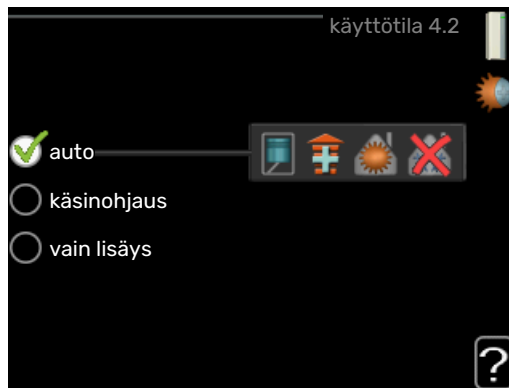 käyttötila 4.2
auto
käsinohjaus
vain lisäys
?